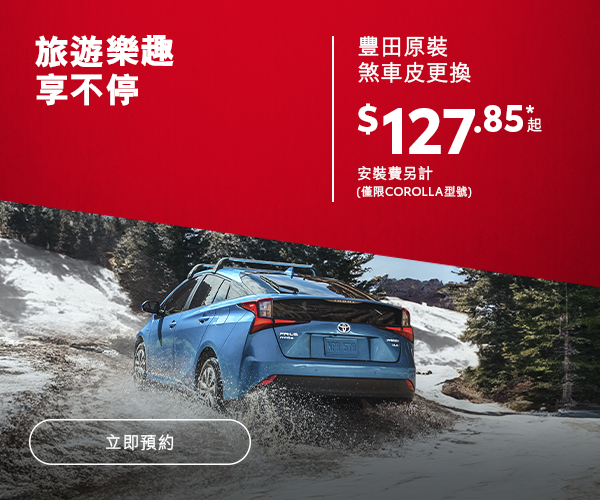 旅遊樂趣
享不停
豐田原裝
煞車皮更換
$127.85*起
安裝費另計
(僅限COROLLA型號)
PRIUS
立即預約